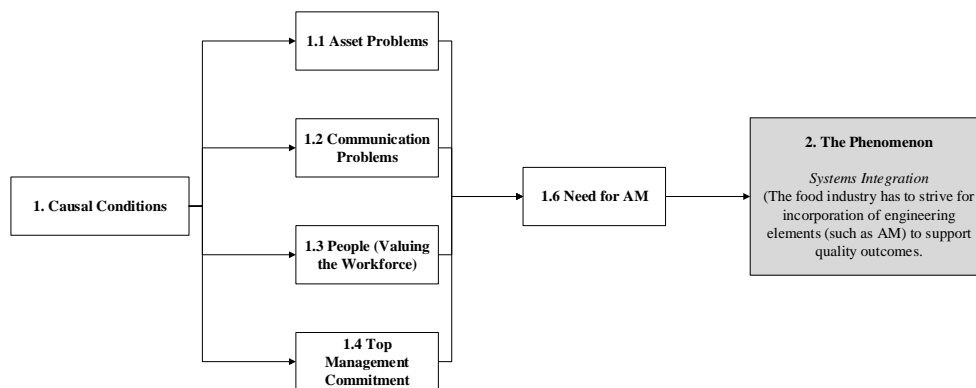 1.1 Asset Problems
1.2 Communication
Problems
1. Causal Conditions
1.3 People (Valuing
the Workforce)
1.4 Top
Management
Commitment
1.6 Need for AM
2. The Phenomenon
Systems Integration
(The food industry has to strive for
incorporation of engineering
elements (such as AM) to support
quality outcomes.